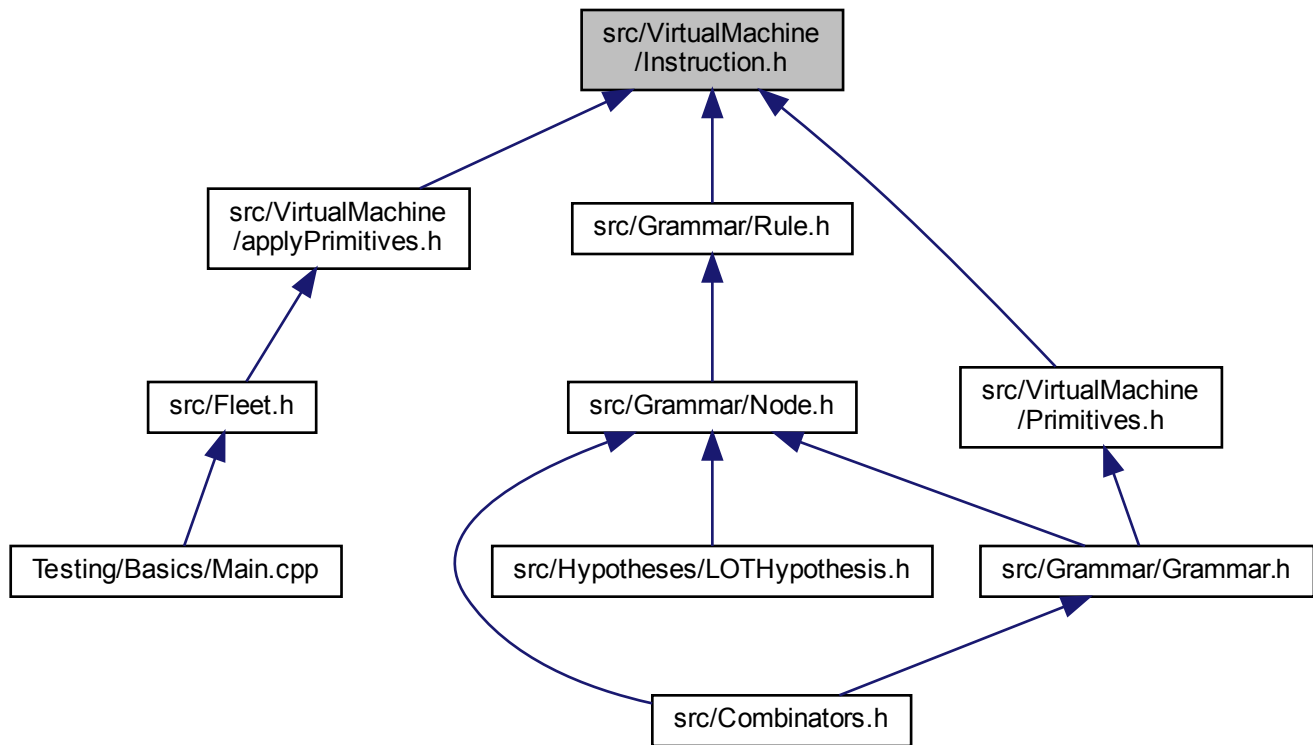 src/VirtualMachine
/Instruction.h
src/VirtualMachine
/applyPrimitives.h
src/Grammar/Rule.h
src/Fleet.h
src/Grammar/Node.h
src/VirtualMachine
/Primitives.h
Testing/Basics/Main.cpp
src/Hypotheses/LOTHypothesis.h
src/Grammar/Grammar.h
src/Combinators.h